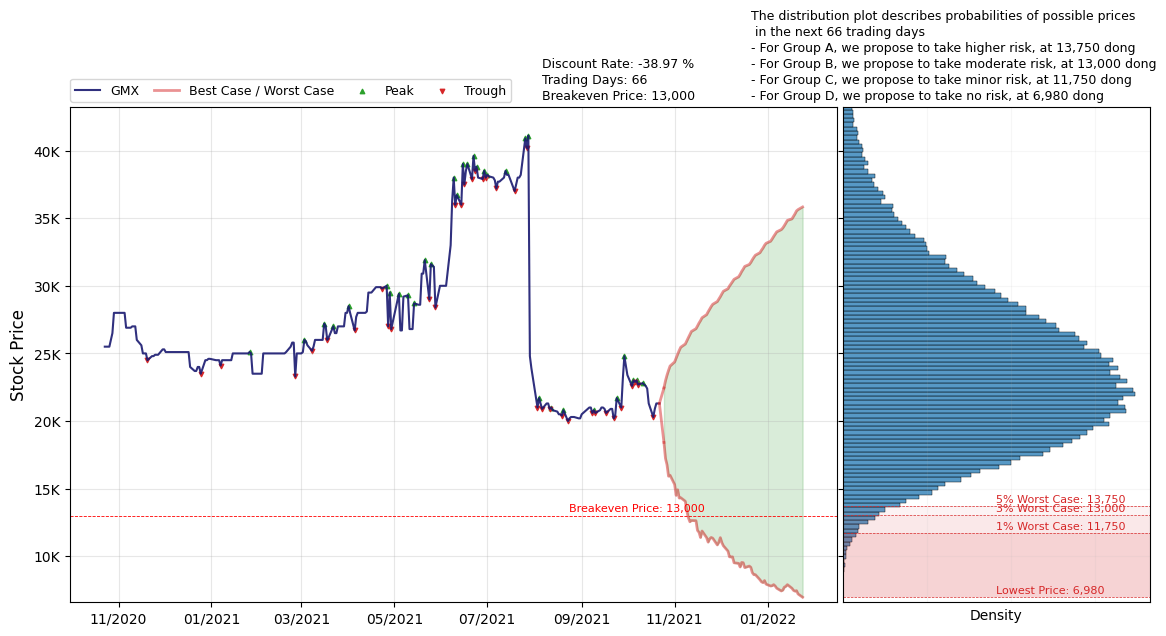 The distribution plot describes probabilities of possible prices
in the next 66 trading days
- For Group A, we propose to take higher risk, at 13,750 dong
- For Group B, we propose to take moderate risk, at 13,000 dong
- For Group C, we propose to take minor risk, at 11,750 dong
- For Group D, we propose to take no risk, at 6,980 dong
Discount Rate: -38.97 %
Trading Days: 66
Breakeven Price: 13,000
GMX
Best Case / Worst Case
Peak
Trough
Stock Price
40K
35K
30K
25K
20K
15K
10K
Breakeven Price: 13,000
11/2020
01/2021
03/2021
05/2021
07/2021
09/2021
11/2021
01/2022
5% Worst Case: 13,750
3% Worst Case: 13,000
1% Worst Case: 11,750
Lowest Price: 6,980
Density